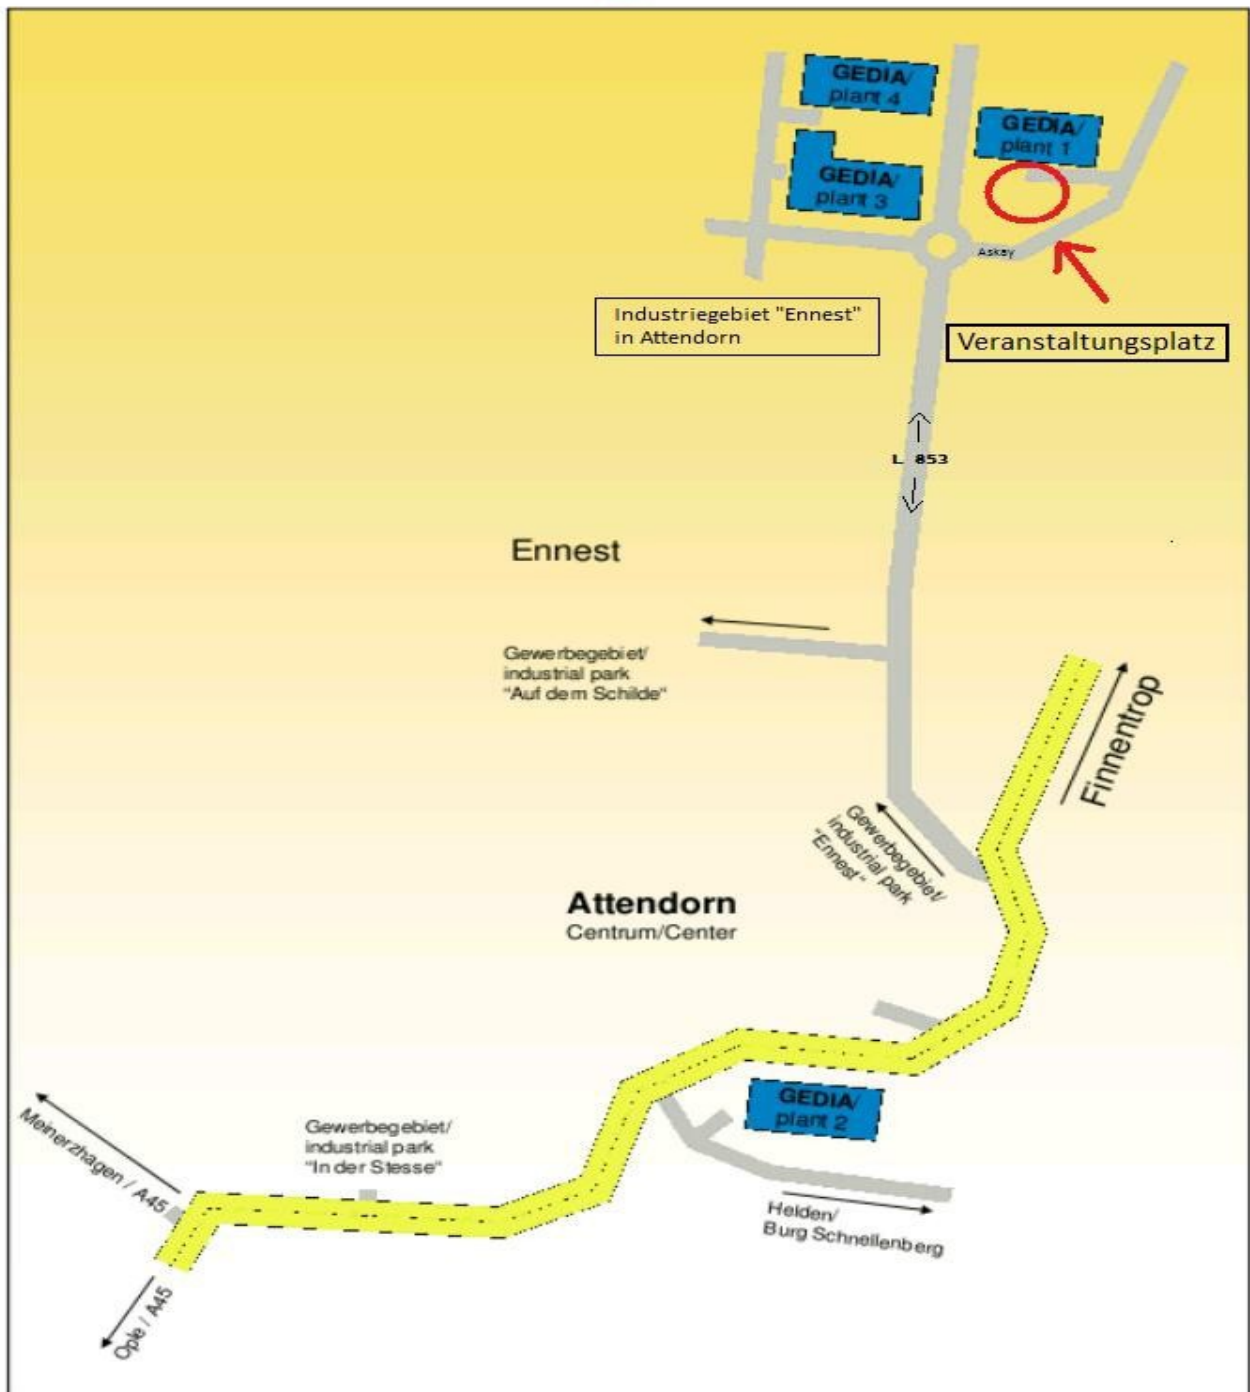 GEDIA/
plant 4
GEDIA/
plant 1
GEDIA/
plant 3
Askay
Industriegebiet "Ennest"
in Attendorn
Veranstaltungsplatz
L 853
Ennest
Gewerbegebiet/
industrial park
"Auf dem Schilde"
Finnentrop
Gewerbegebiet/
industrial park
"Ennest"
Attendorn
Centrum/Center
GEDIA/
plant 2
Meinerzhagen / A45
Gewerbegebiet/
industrial park
"In der Stesse"
Helden/
Burg Schnellenberg
Ople / A45